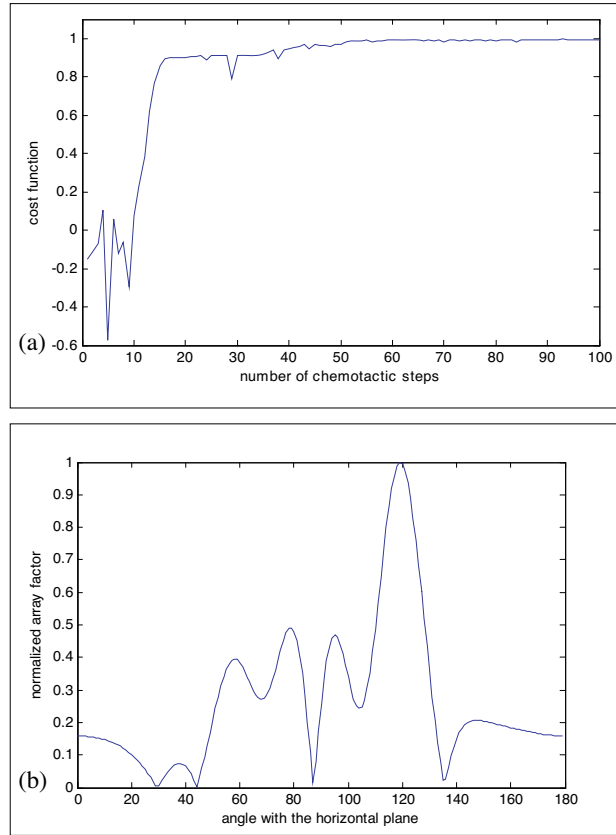 1
0.8
0.6
0.4
0.2
0
-0.2
-0.4
-0.6
cost function
(a)
0 10 20 30 40 50 60 70 80 90 100
number of chemotactic steps
1
0.9
0.8
0.7
0.6
0.5
0.4
0.3
0.2
0.1
0
normalized array factor
(b)
0 20 40 60 80 100 120 140 160 180
angle with the horizontal plane